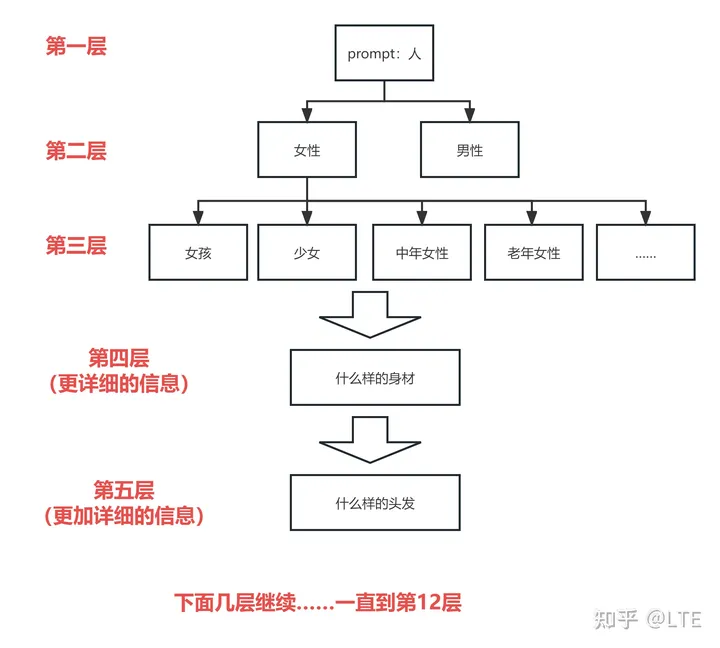 第一层
prompt：人
第二层
女性
男性
第三层
女孩
少女
中年女性
老年女性
......
第四层
（更详细的信息）
什么样的身材
第五层
（更加详细的信息）
什么样的头发
下面几层继续......一直到第12层
知乎 @LTE